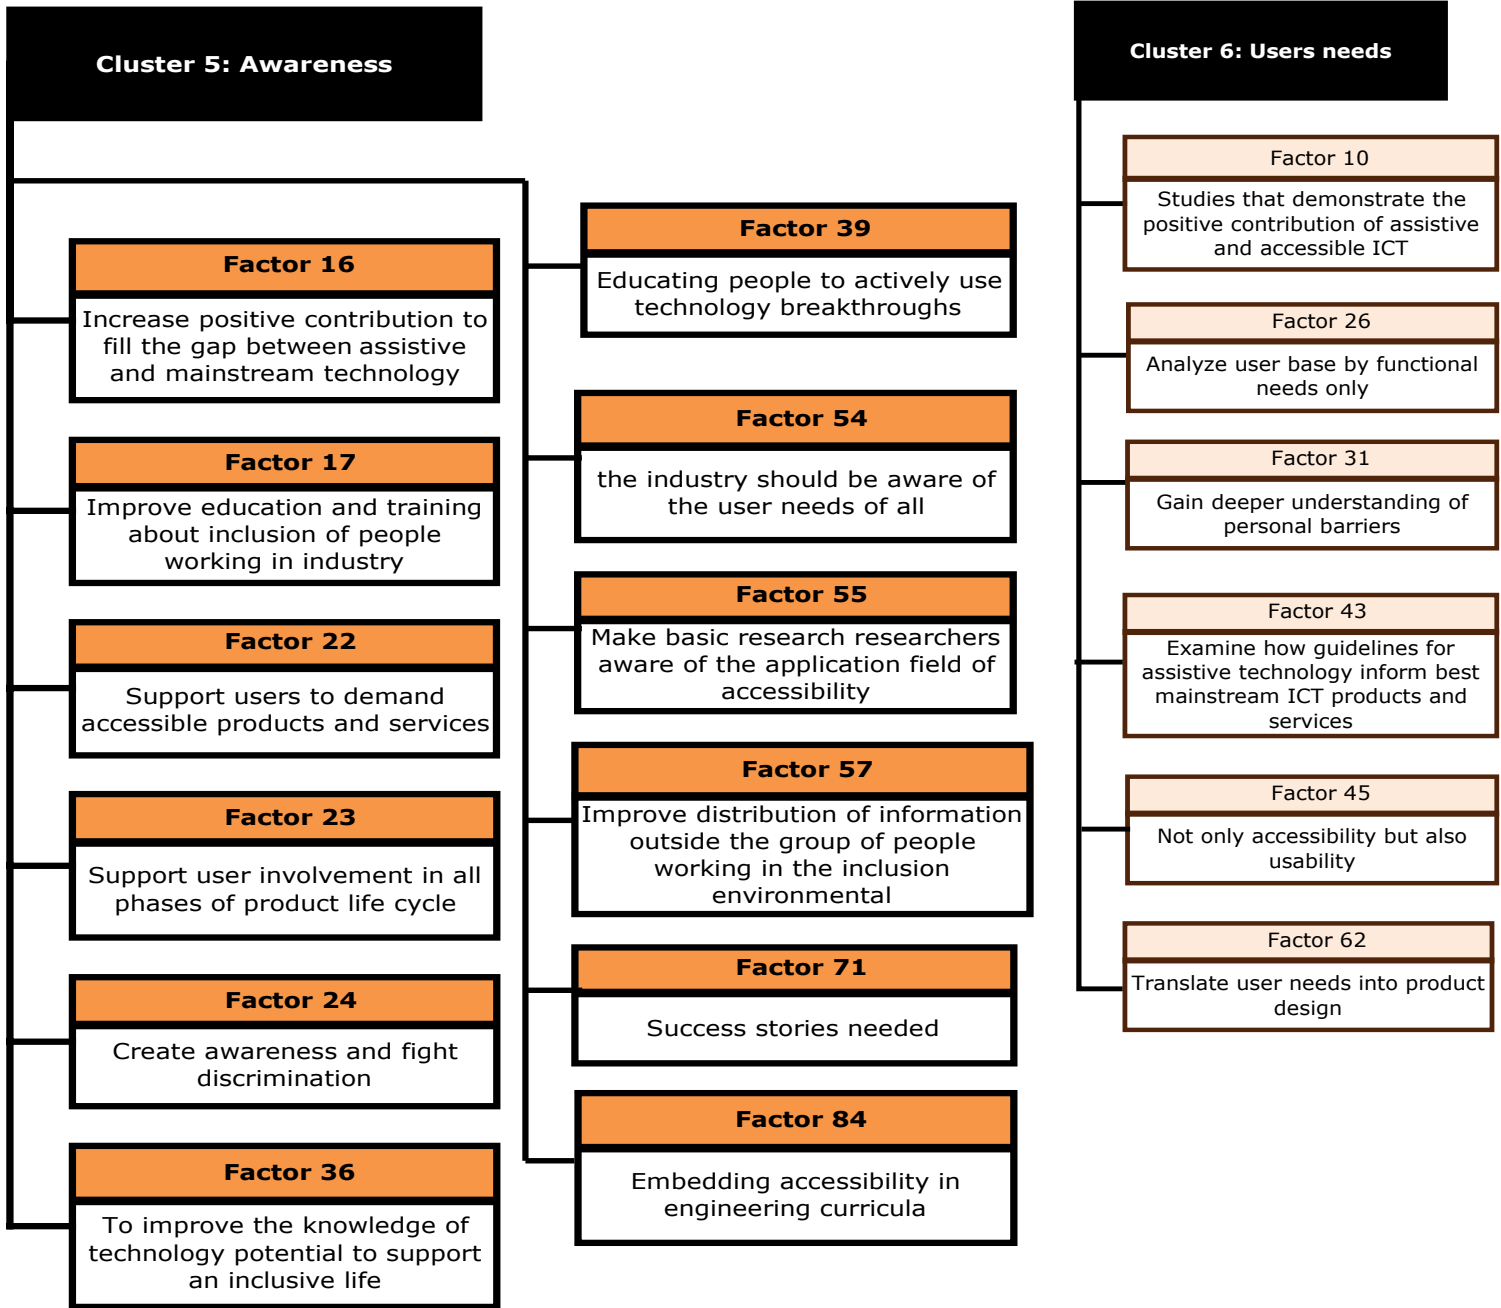 Cluster 5: Awareness
Factor 16
Increase positive contribution to
fill the gap between assistive
and mainstream technology
Factor 17
Improve education and training
about inclusion of people
working in industry
Factor 22
Support users to demand
accessible products and services
Factor 23
Support user involvement in all
phases of product life cycle
Factor 24
Create awareness and fight
discrimination
Factor 36
To improve the knowledge of
technology potential to support
an inclusive life
Factor 39
Educating people to actively use
technology breakthroughs
Factor 54
the industry should be aware of
the user needs of all
Factor 55
Make basic research researchers
aware of the application field of
accessibility
Factor 57
Improve distribution of information
outside the group of people
working in the inclusion
environmental
Factor 71
Success stories needed
Factor 84
Embedding accessibility in
engineering curricula
Cluster 6: Users needs
Factor 10
Studies that demonstrate the
positive contribution of assistive
and accessible ICT
Factor 26
Analyze user base by functional
needs only
Factor 31
Gain deeper understanding of
personal barriers
Factor 43
Examine how guidelines for
assistive technology inform best
mainstream ICT products and
services
Factor 45
Not only accessibility but also
usability
Factor 62
Translate user needs into product
design